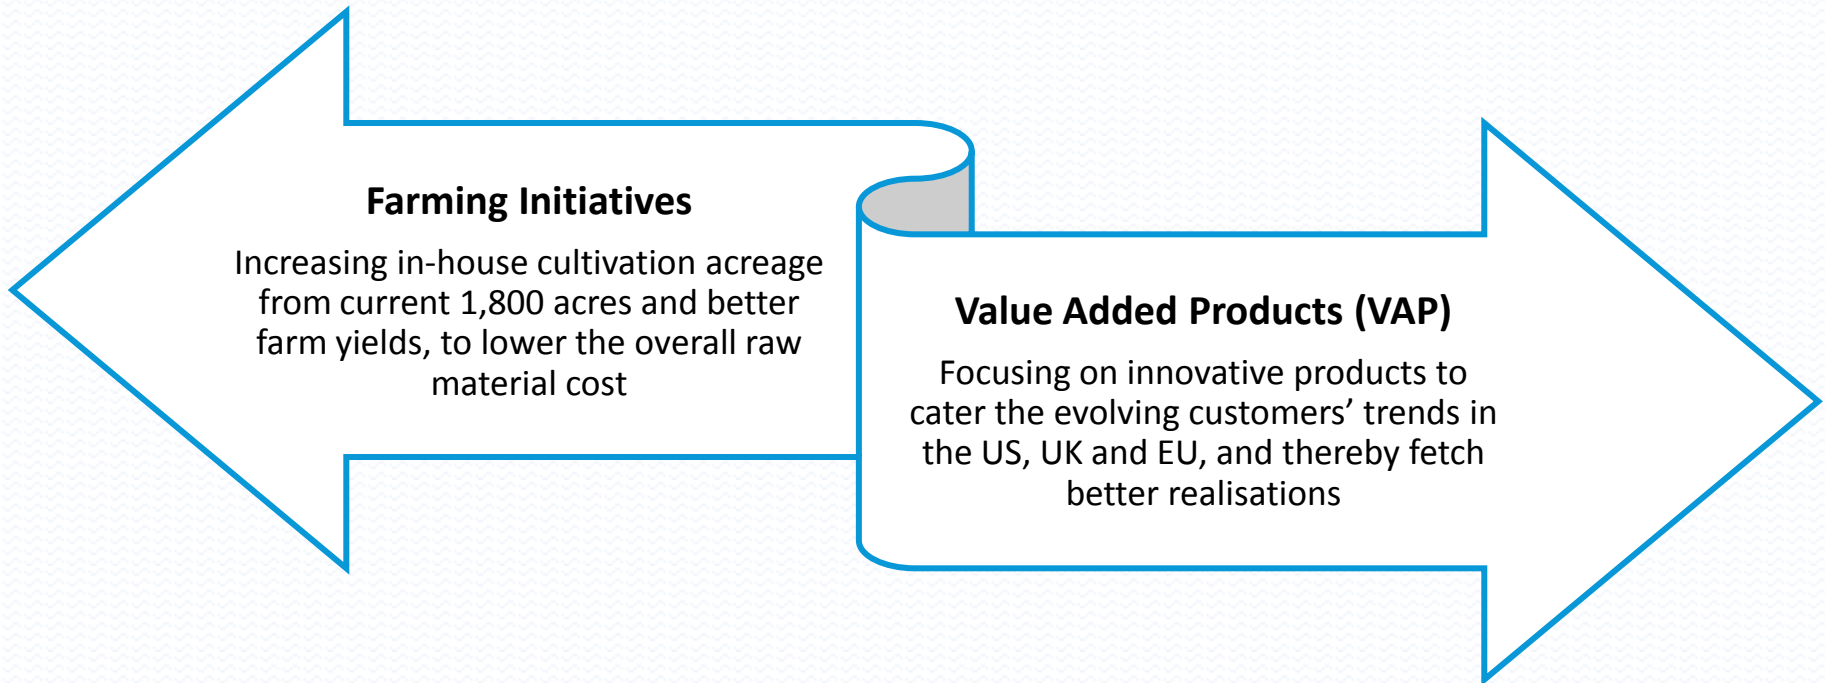 Farming Initiatives
Increasing in-house cultivation acreage
from current 1,800 acres and better
farm yields, to lower the overall raw
material cost
Value Added Products (VAP)
Focusing on innovative products to
cater the evolving customers’ trends in
the US, UK and EU, and thereby fetch
better realisations